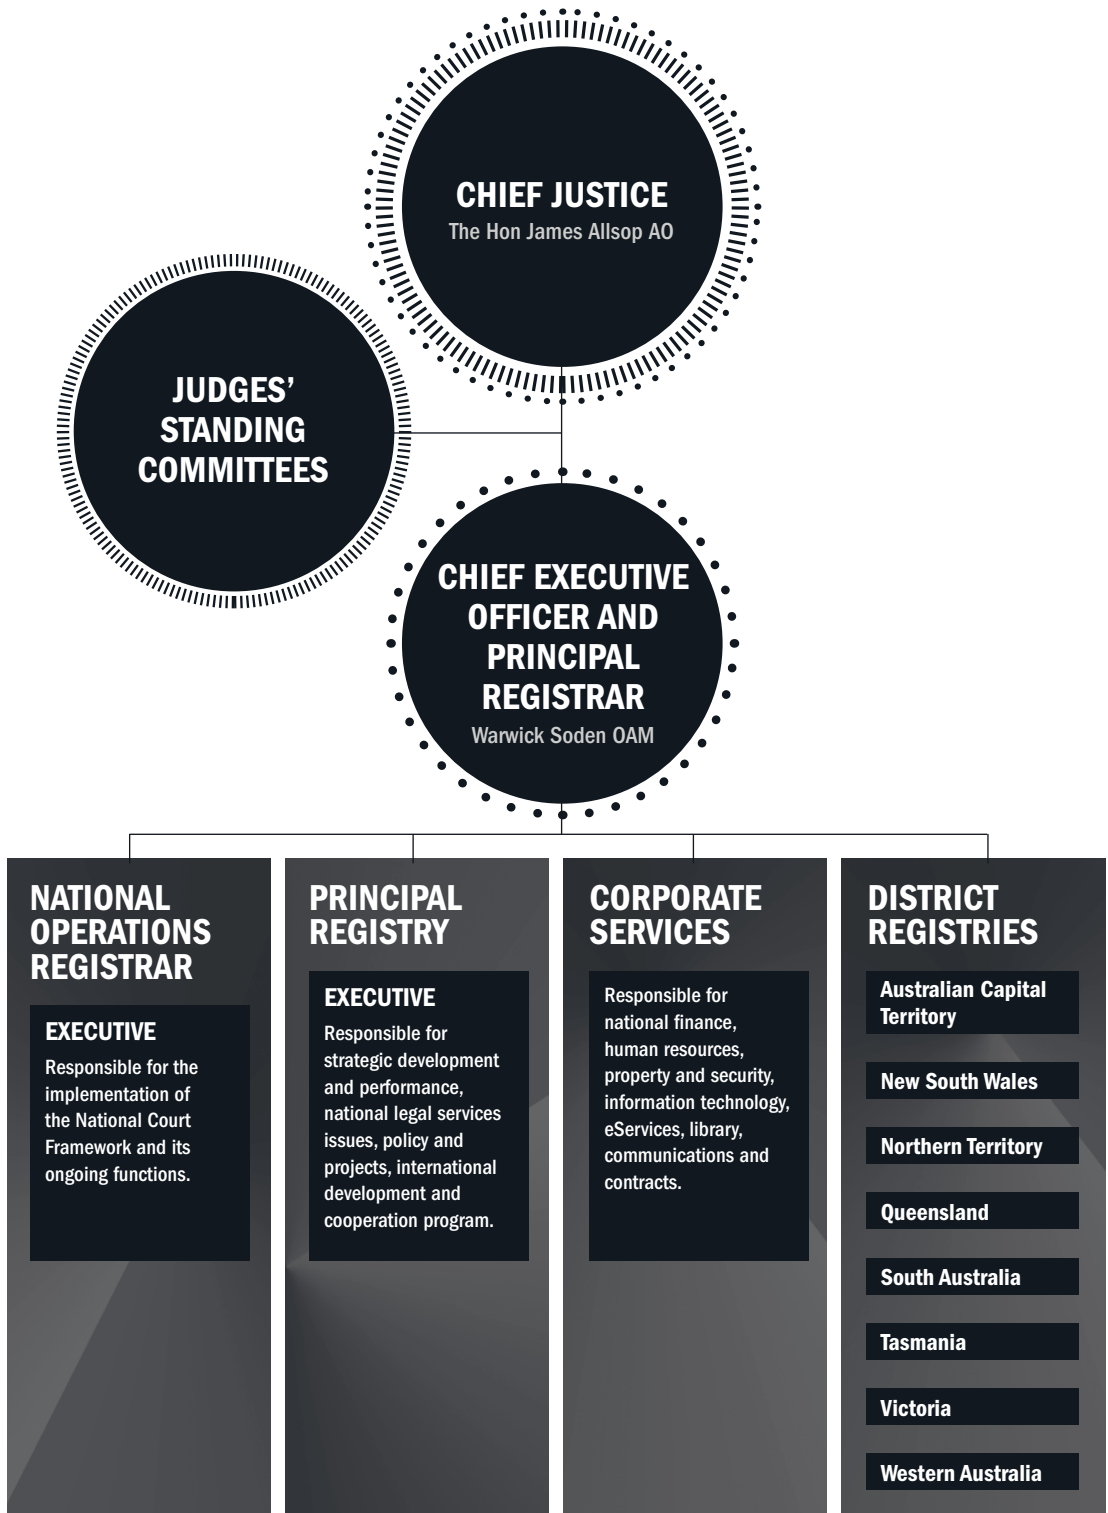 CHIEF JUSTICE
The Hon James Allsop AO
JUDGES’
STANDING
COMMITTEES
CHIEF EXECUTIVE
OFFICER AND
PRINCIPAL
REGISTRAR
Warwick Soden OAM
NATIONAL
OPERATIONS
REGISTRAR
EXECUTIVE
Responsible for the
implementation of
the National Court
Framework and its
ongoing functions.
PRINCIPAL
REGISTRY
EXECUTIVE
Responsible for
strategic development
and performance,
national legal services
issues, policy and
projects, international
development and
cooperation program.
CORPORATE
SERVICES
Responsible for
national finance,
human resources,
property and security,
information technology,
eServices, library,
communications and
contracts.
DISTRICT
REGISTRIES
Australian Capital
Territory
New South Wales
Northern Territory
Queensland
South Australia
Tasmania
Victoria
Western Australia